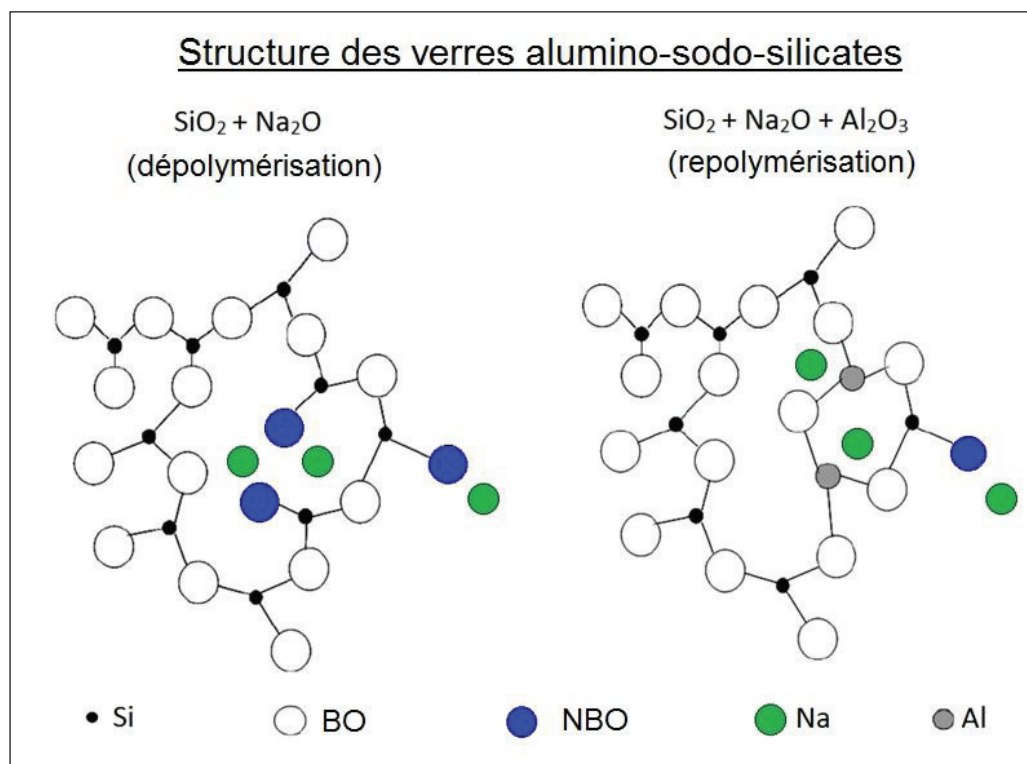 Structure des verres alumino-sodo-silicates
SiO₂ + Na₂O
(dépolymérisation)
SiO₂ + Na₂O + Al₂O₃
(repolymérisation)
Si BO NBO Na Al